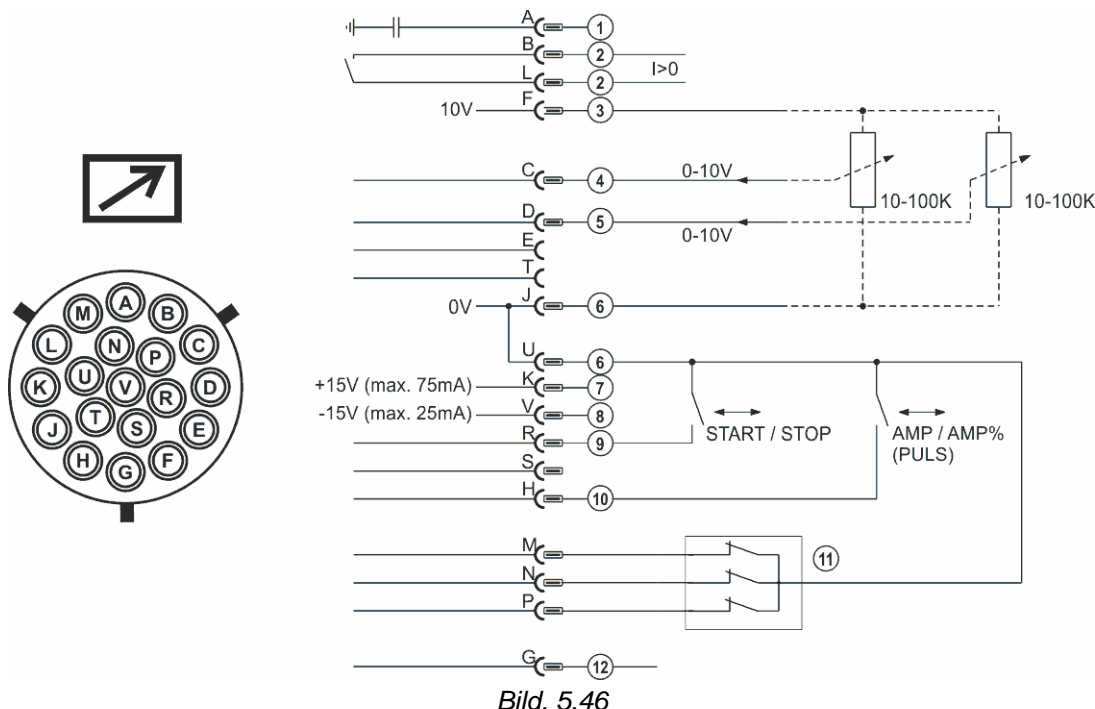 A 1
B 2
L 2 I>0
10V F 3
C 4 0-10V 10-100K 10-100K
D 5 0-10V
E
T
0V J 6
U 6
+15V (max. 75mA) K 7
-15V (max. 25mA) V 8
R 9 START / STOP AMP / AMP%
(PULS)
S
H 10
M 11
N
P
G 12
A
M B
L N P C
K U V R D
J T S E
H G F
Bild. 5.46